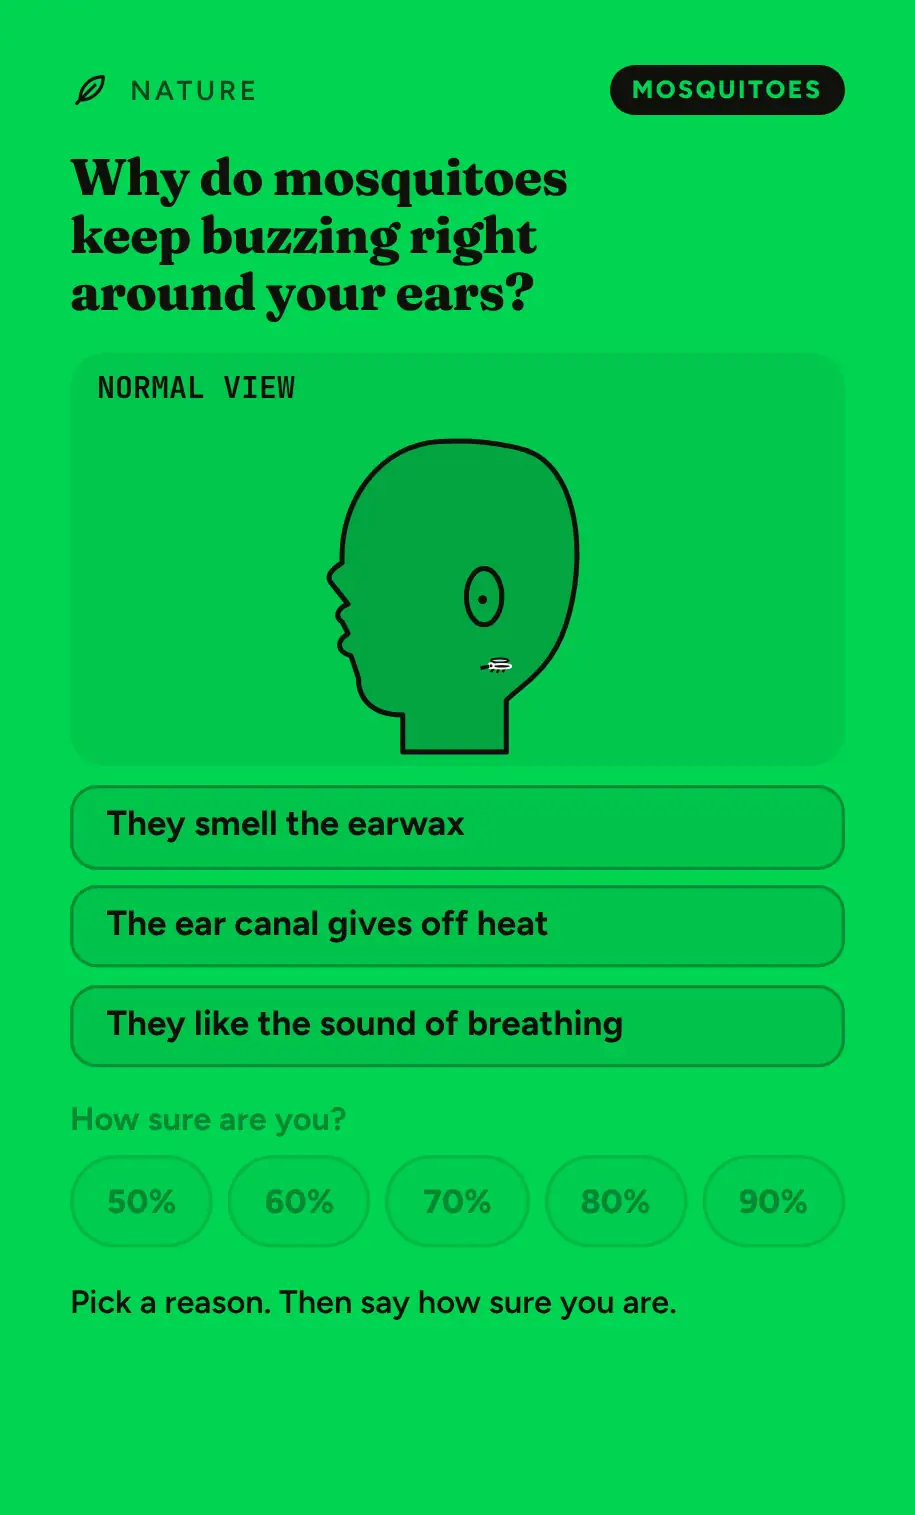 NATURE
MOSQUITOES
Why do mosquitoes
keep buzzing right
around your ears?
NORMAL VIEW
They smell the earwax
The ear canal gives off heat
They like the sound of breathing
How sure are you?
50% 60% 70% 80% 90%
Pick a reason. Then say how sure you are.